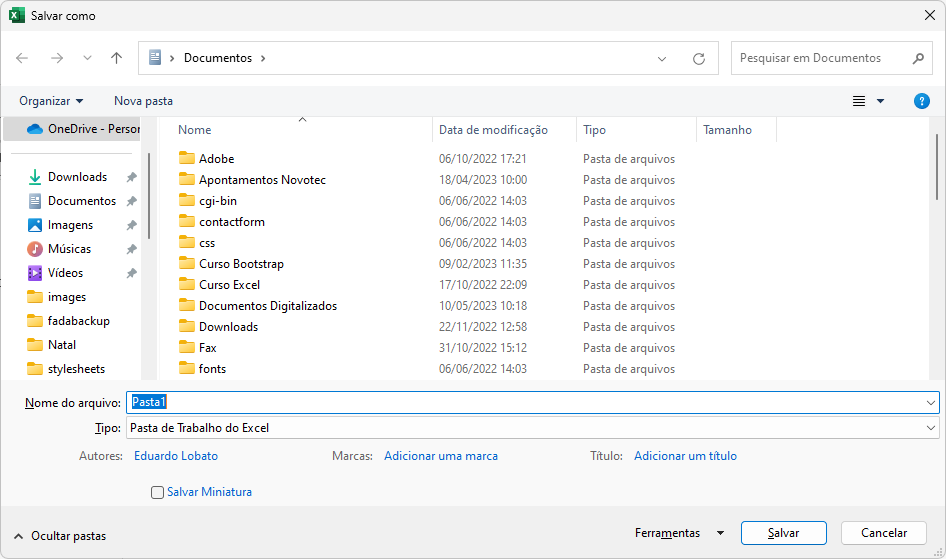 Salvar como
Documentos
Pesquisar em Documentos
Organizar
Nova pasta
OneDrive - Person
Downloads
Documentos
Imagens
Músicas
Vídeos
images
fadabackup
Natal
stylesheets
Nome Data de modificação Tipo Tamanho
Adobe 06/10/2022 17:21 Pasta de arquivos
Apontamentos Novotec 18/04/2023 10:00 Pasta de arquivos
cgi-bin 06/06/2022 14:03 Pasta de arquivos
contactform 06/06/2022 14:03 Pasta de arquivos
css 06/06/2022 14:03 Pasta de arquivos
Curso Bootstrap 09/02/2023 11:35 Pasta de arquivos
Curso Excel 17/10/2022 22:09 Pasta de arquivos
Documentos Digitalizados 10/05/2023 10:18 Pasta de arquivos
Downloads 22/11/2022 12:58 Pasta de arquivos
Fax 31/10/2022 15:12 Pasta de arquivos
fonts 06/06/2022 14:03 Pasta de arquivos
Nome do arquivo: Pasta1
Tipo: Pasta de Trabalho do Excel
Autores: Eduardo Lobato Marcas: Adicionar uma marca Título: Adicionar um título
Salvar Miniatura
Ocultar pastas
Ferramentas
Salvar
Cancelar